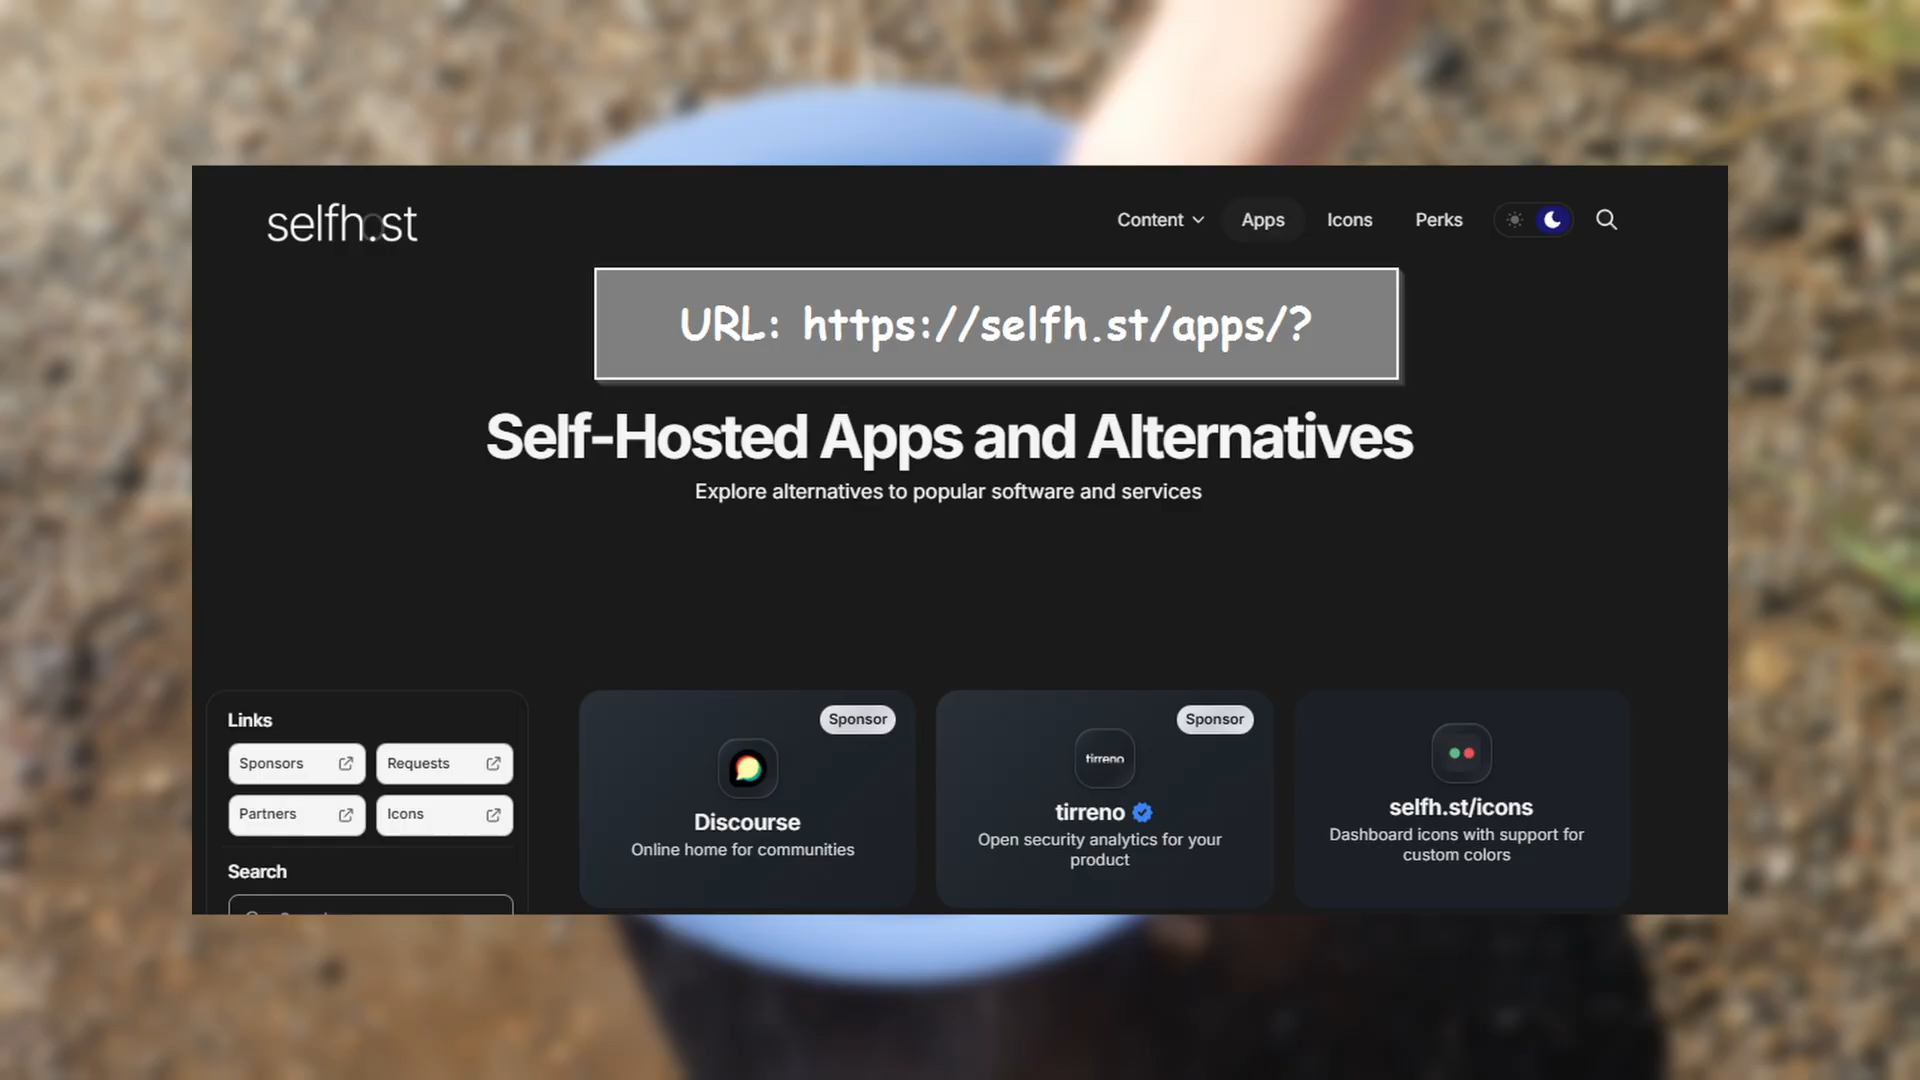 selfh.st
Content
Apps
Icons
Perks
URL: https://selfh.st/apps/?
Self-Hosted Apps and Alternatives
Explore alternatives to popular software and services
Links
Sponsors
Requests
Partners
Icons
Search
Sponsor
Discourse
Online home for communities
Sponsor
tirreno
tirreno
Open security analytics for your
product
selfh.st/icons
Dashboard icons with support for
custom colors